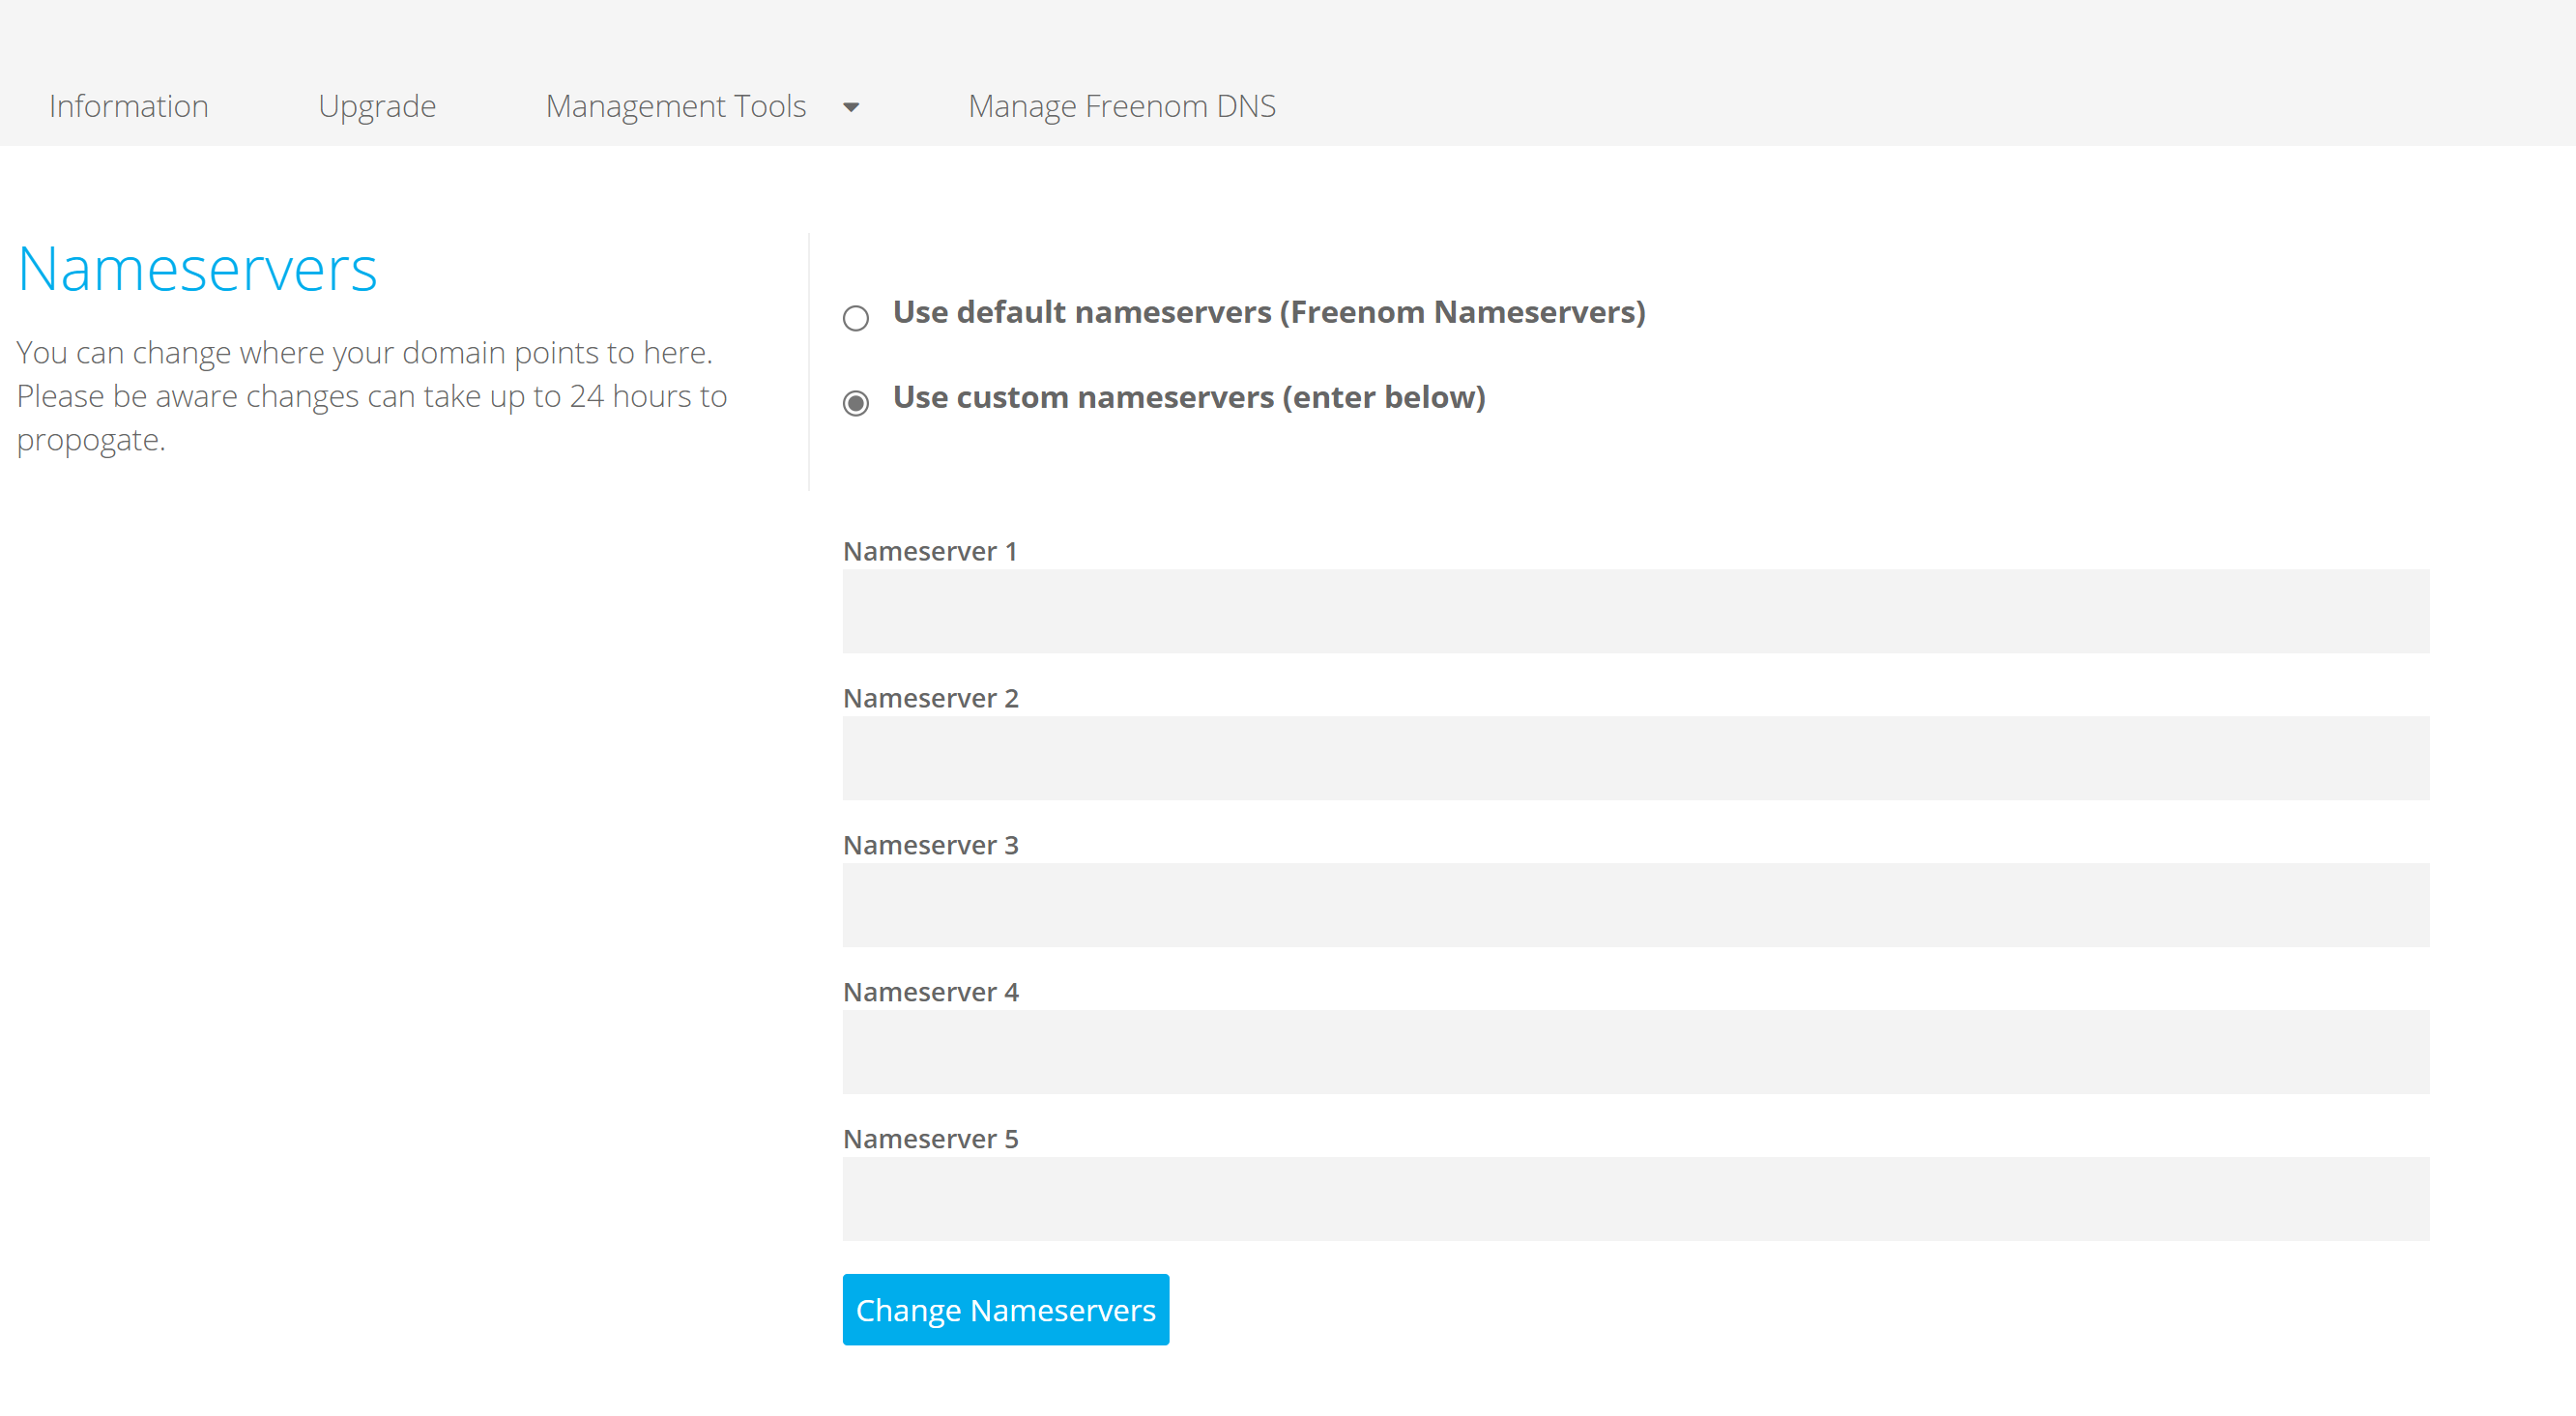 Information Upgrade Management Tools Manage Freenom DNS
Nameservers
You can change where your domain points to here.
Please be aware changes can take up to 24 hours to
propogate.
Use default nameservers (Freenom Nameservers)
Use custom nameservers (enter below)
Nameserver 1
Nameserver 2
Nameserver 3
Nameserver 4
Nameserver 5
Change Nameservers